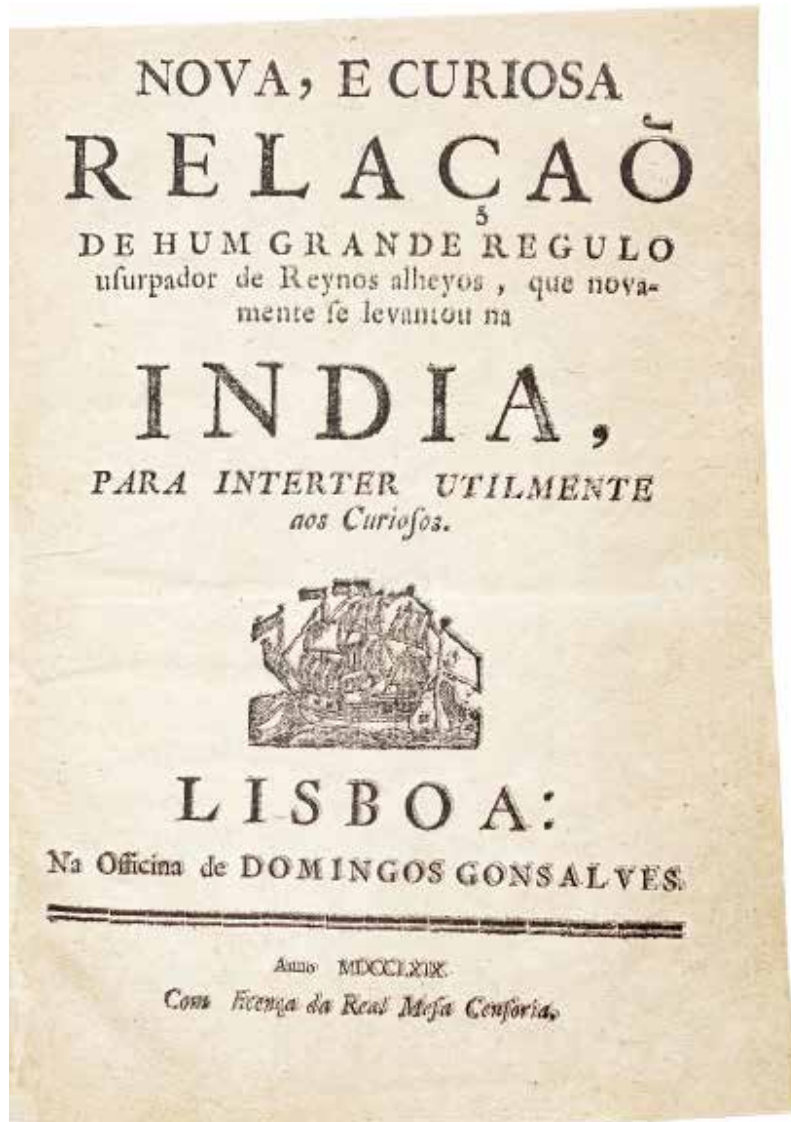 NOVA, E CURIOSA
RELAÇAÕ
DE HUM GRANDE REGULO
uſurpador de Reynos alheyos, que nova-
mente ſe levantou na
INDIA,
PARA INTERTER UTILMENTE
aos Curioſos.
LISBOA:
Na Officina de DOMINGOS GONSALVES.
Anno MDCCLXIX.
Com licença da Real Meſa Cenſoria.